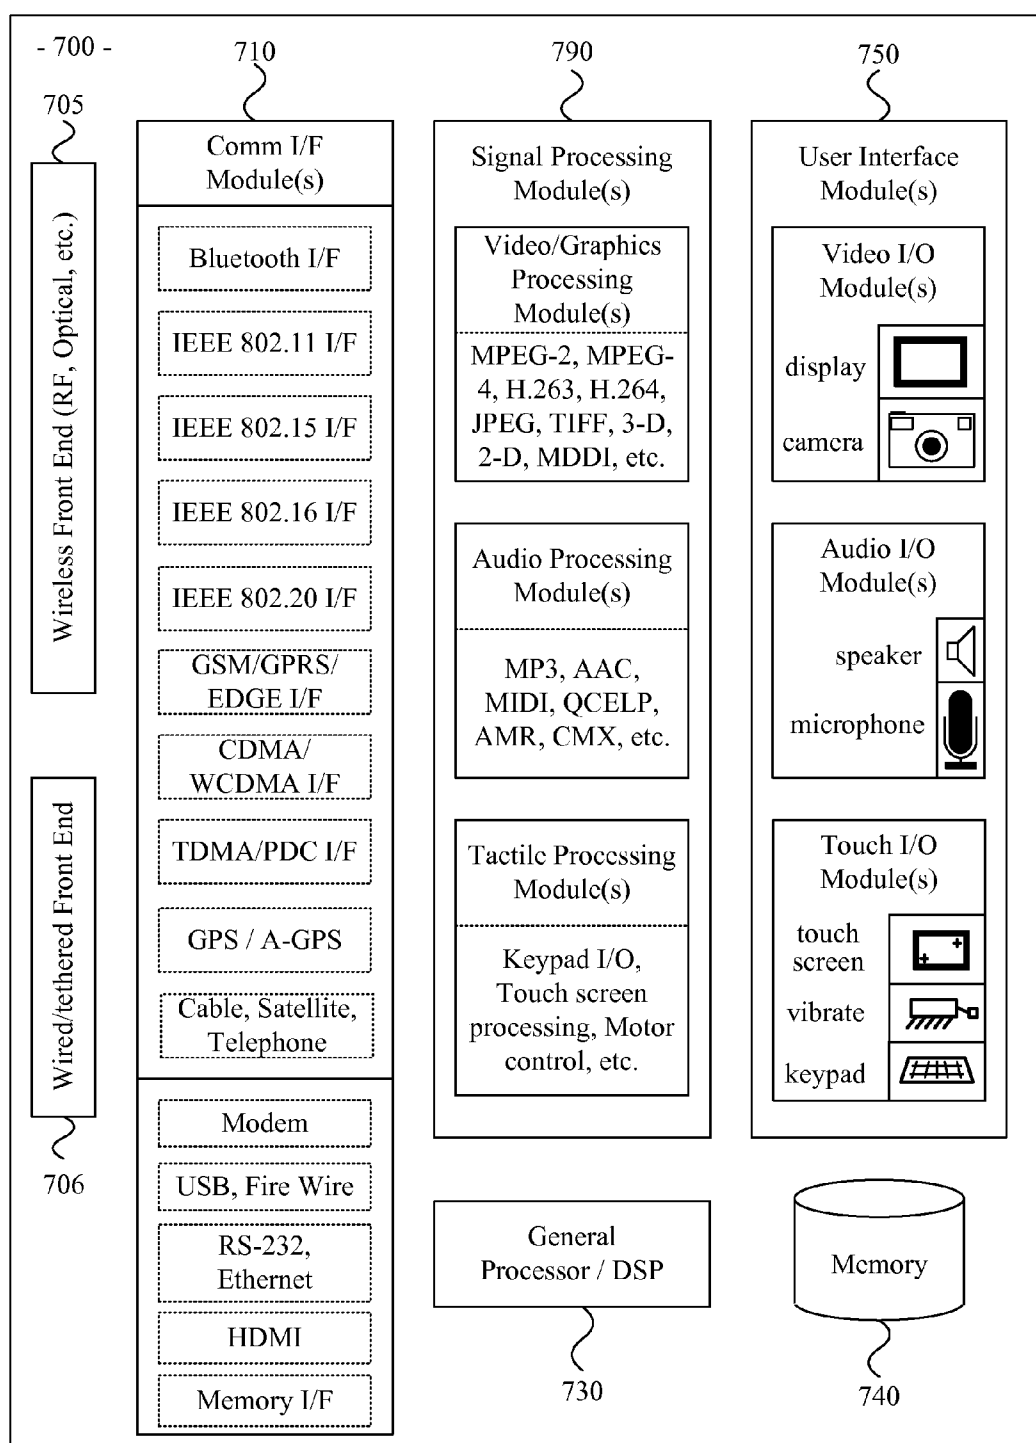 - 700 -
705
Wireless Front End (RF, Optical, etc.)
Wired/tethered Front End
706
710
Comm I/F
Module(s)
Bluetooth I/F
IEEE 802.11 I/F
IEEE 802.15 I/F
IEEE 802.16 I/F
IEEE 802.20 I/F
GSM/GPRS/
EDGE I/F
CDMA/
WCDMA I/F
TDMA/PDC I/F
GPS / A-GPS
Cable, Satellite,
Telephone
Modem
USB, Fire Wire
RS-232,
Ethernet
HDMI
Memory I/F
790
Signal Processing
Module(s)
Video/Graphics
Processing
Module(s)
MPEG-2, MPEG-
4, H.263, H.264,
JPEG, TIFF, 3-D,
2-D, MDDI, etc.
Audio Processing
Module(s)
MP3, AAC,
MIDI, QCELP,
AMR, CMX, etc.
Tactile Processing
Module(s)
Keypad I/O,
Touch screen
processing, Motor
control, etc.
General
Processor / DSP
730
750
User Interface
Module(s)
Video I/O
Module(s)
display
camera
Audio I/O
Module(s)
speaker
microphone
Touch I/O
Module(s)
touch
screen
vibrate
keypad
Memory
740